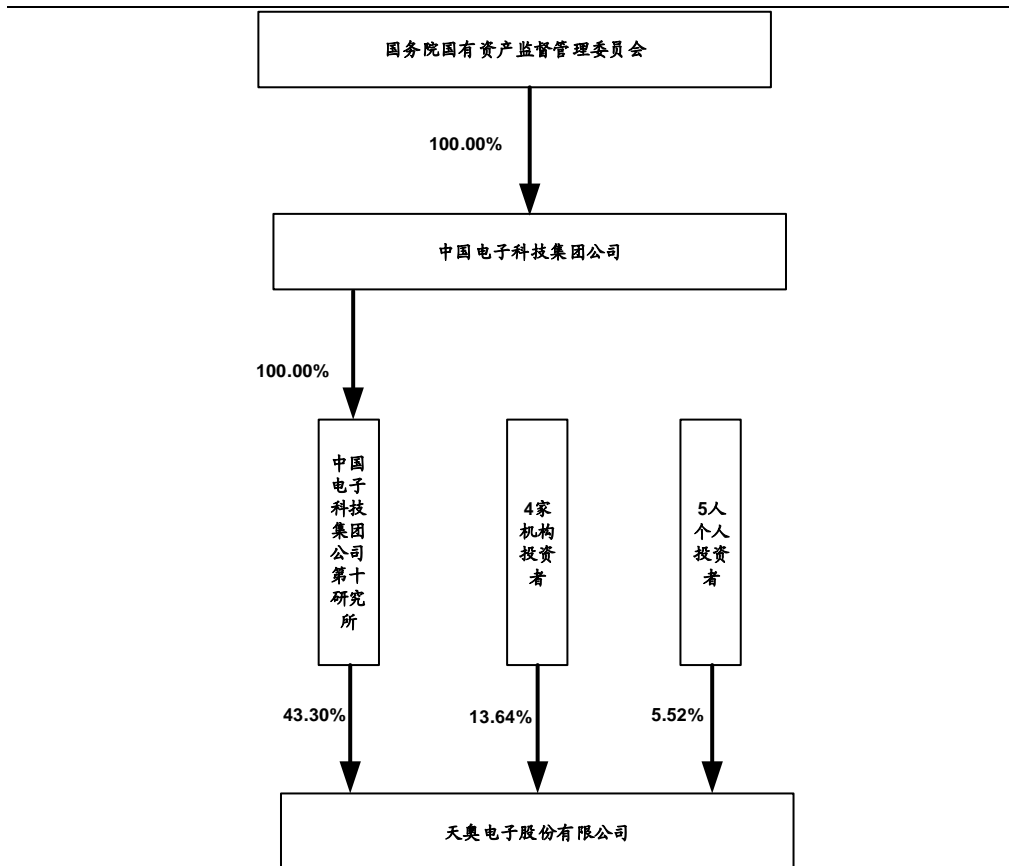 国务院国有资产监督管理委员会
100.00%
中国电子科技集团公司
100.00%
中国
电子
科技
集团
公司
第十
研究
所
4家
机构
投资
者
5人
个人
投资
者
43.30%
13.64%
5.52%
天奥电子股份有限公司